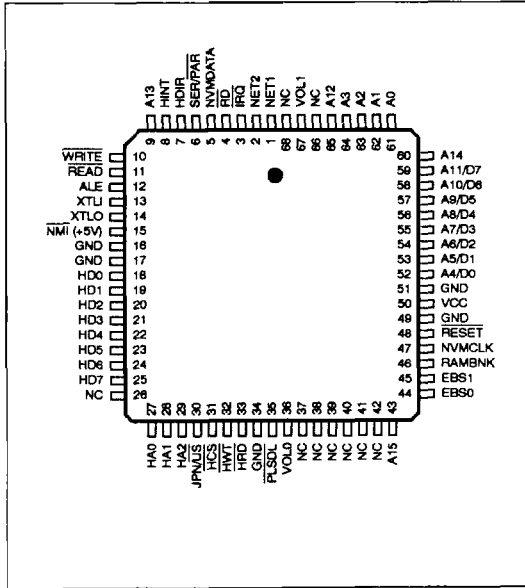 A13 HINT HDIR SER/PAR NVMDATA RD IRQ NET2 NET1 NC VOL1 NC A12 A3 A2 A1 A0
9 8 7 6 5 4 3 2 1 68 67 66 65 64 63 62 61
WRITE 10
READ 11
ALE 12
XTLI 13
XTLO 14
NMI (+5V) 15
GND 16
GND 17
HD0 18
HD1 19
HD2 20
HD3 21
HD4 22
HD5 23
HD6 24
HD7 25
NC 26
60 A14
59 A11/D7
58 A10/D6
57 A9/D5
56 A8/D4
55 A7/D3
54 A6/D2
53 A5/D1
52 A4/D0
51 GND
50 VCC
49 GND
48 RESET
47 NVMCLK
46 RAMBNK
45 EBS1
44 EBS0
27 28 29 30 31 32 33 34 35 36 37 38 39 40 41 42 43
HA0 HA1 HA2 JPN/US HCS HWT HRD GND PLSDL VOL0 NC NC NC NC NC NC A15